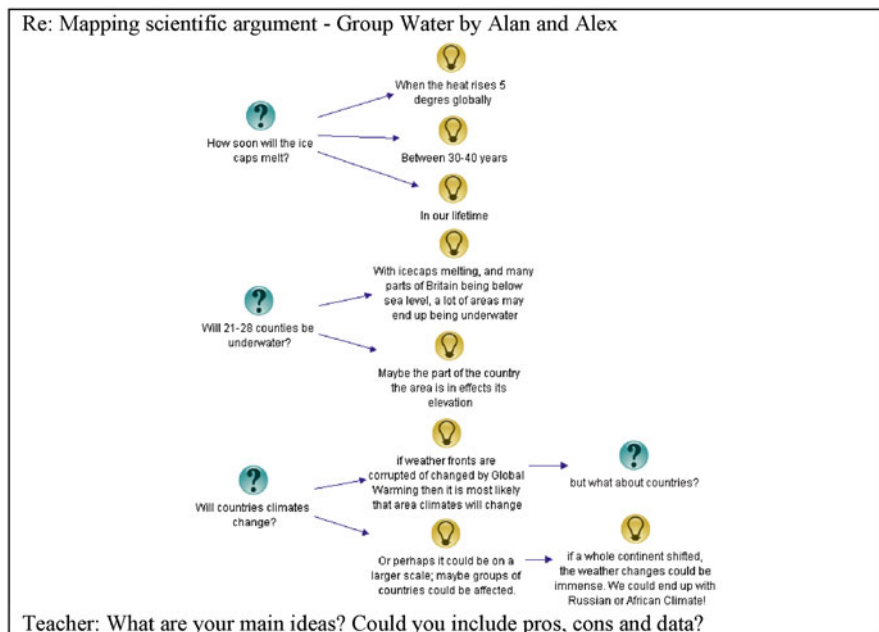 Re: Mapping scientific argument - Group Water by Alan and Alex
When the heat rises 5
degres globally
?
How soon will the ice
caps melt?
Between 30-40 years
In our lifetime
With icecaps melting, and many
parts of Britain being below
sea level, a lot of areas may
end up being underwater
?
Will 21-28 counties be
underwater?
Maybe the part of the country
the area is in effects its
elevation
?
Will countries climates
change?
if weather fronts are
corrupted of changed by Global
Warming then it is most likely
that area climates will change
?
but what about countries?
Or perhaps it could be on a
larger scale; maybe groups of
countries could be affected.
if a whole continent shifted,
the weather changes could be
immense. We could end up with
Russian or African Climate!
Teacher: What are your main ideas? Could you include pros, cons and data?